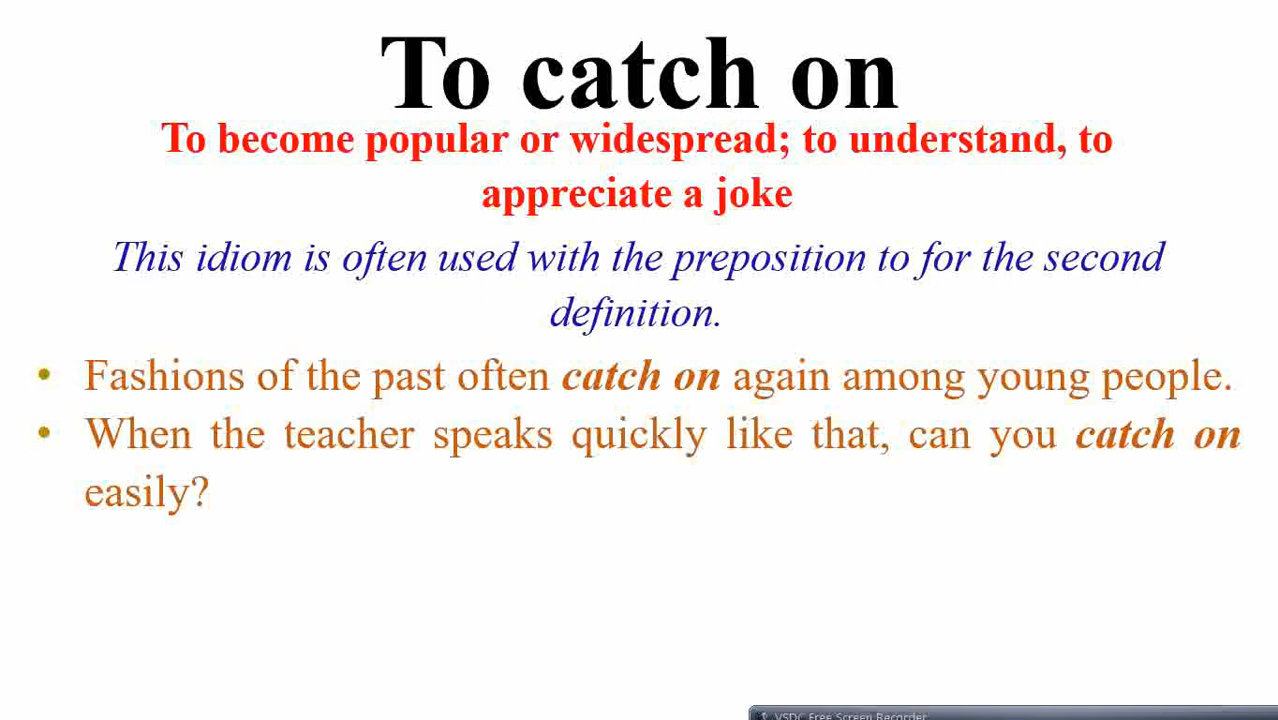 To catch on
To become popular or widespread; to understand, to
appreciate a joke
This idiom is often used with the preposition to for the second
definition.
• Fashions of the past often catch on again among young people.
• When the teacher speaks quickly like that, can you catch on
easily?
VSDC Free Screen Recorder